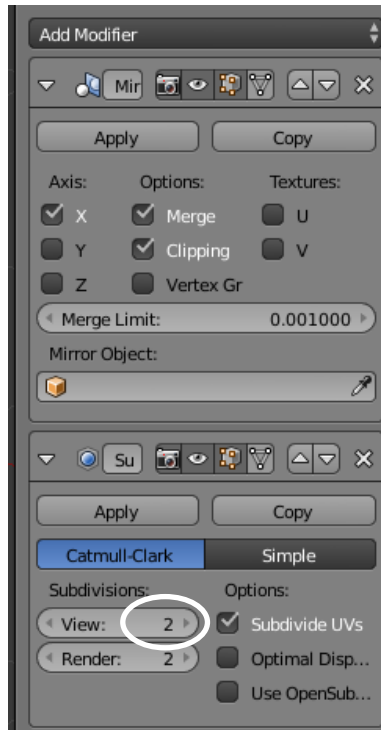 Add Modifier
Mir
Apply Copy
Axis: Options: Textures:
X Merge U
Y Clipping V
Z Vertex Gr
Merge Limit: 0.001000
Mirror Object:
Su
Apply Copy
Catmull-Clark Simple
Subdivisions: Options:
View: 2 Subdivide UVs
Render: 2 Optimal Disp...
Use OpenSub...